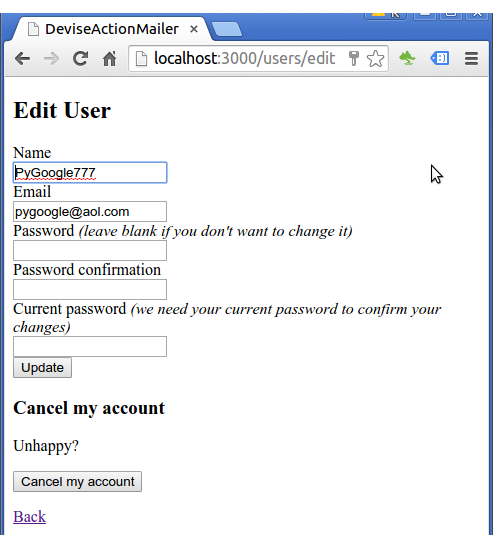 DeviseActionMailer
localhost:3000/users/edit
Edit User
Name
PyGoogle777
Email
pygoogle@aol.com
Password (leave blank if you don't want to change it)
Password confirmation
Current password (we need your current password to confirm your
changes)
Update
Cancel my account
Unhappy?
Cancel my account
Back